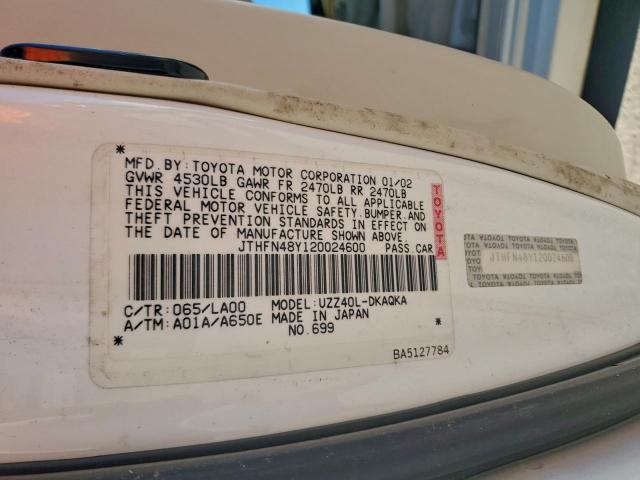 MFD. BY: TOYOTA MOTOR CORPORATION 01/02
GVWR 4530LB GAWR FR 2470LB RR 2470LB
THIS VEHICLE CONFORMS TO ALL APPLICABLE
FEDERAL MOTOR VEHICLE SAFETY, BUMPER, AND
THEFT PREVENTION STANDARDS IN EFFECT ON
THE DATE OF MANUFACTURE SHOWN ABOVE.
JTHFN48Y120024600 PASS.CAR
TOYOTA
* *
C/TR: 065/LA00 MODEL: UZZ40L-DKAQKA
A/TM: A01A/A650E MADE IN JAPAN
* NO.699 *
BA5127784
JTHFN48Y120024600